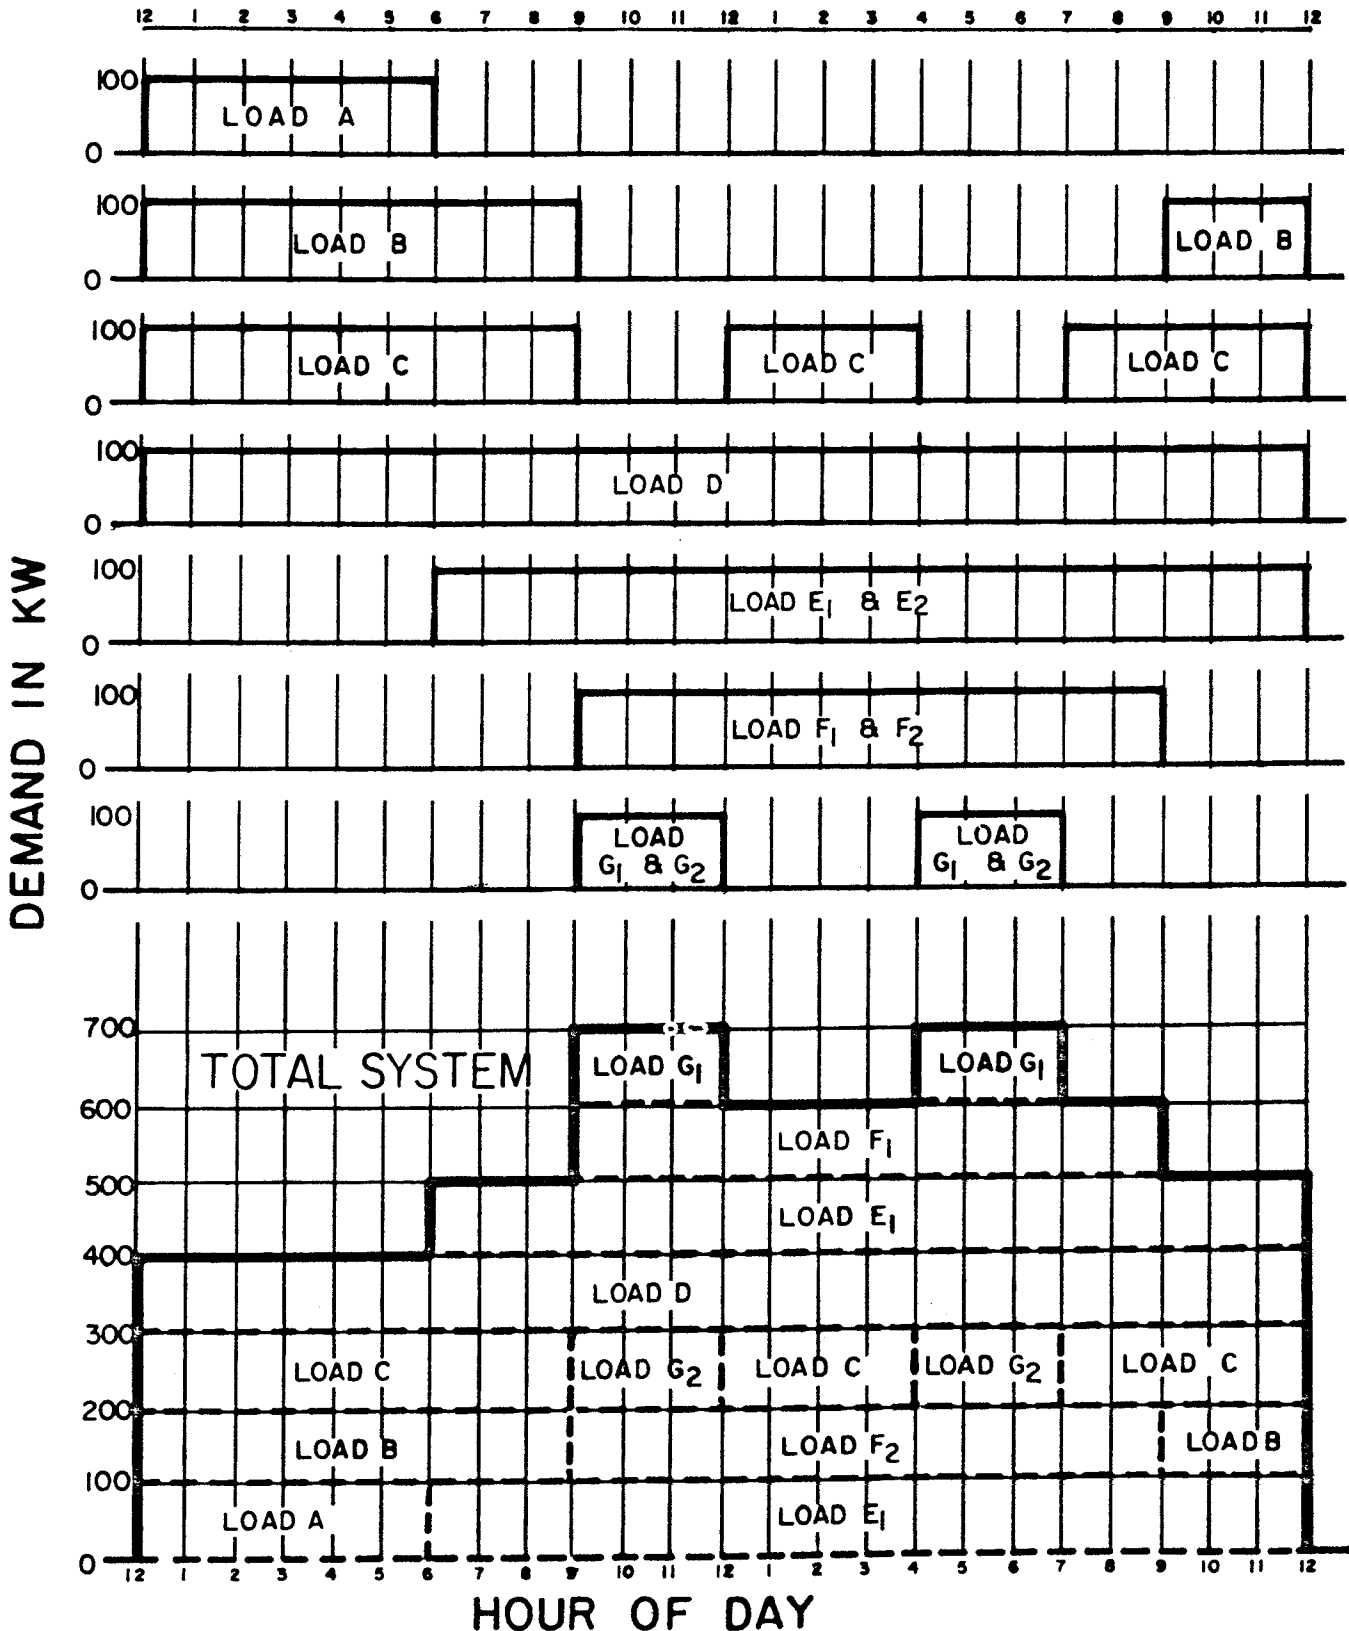 12 1 2 3 4 5 6 7 8 9 10 11 12 1 2 3 4 5 6 7 8 9 10 11 12
100
LOAD A
0
100
LOAD B LOAD B
0
100
LOAD C LOAD C LOAD C
0
100
LOAD D
0
100
LOAD E1 & E2
0
100
LOAD F1 & F2
0
100
LOAD LOAD
G1 & G2 G1 & G2
0
DEMAND IN KW
700
TOTAL SYSTEM LOAD G1 LOAD G1
600
LOAD F1
500
LOAD E1
400
LOAD D
300
LOAD C LOAD G2 LOAD C LOAD G2 LOAD C
200
LOAD B LOAD F2 LOAD B
100
LOAD A LOAD E1
0
12 1 2 3 4 5 6 7 8 9 10 11 12 1 2 3 4 5 6 7 8 9 10 11 12
HOUR OF DAY